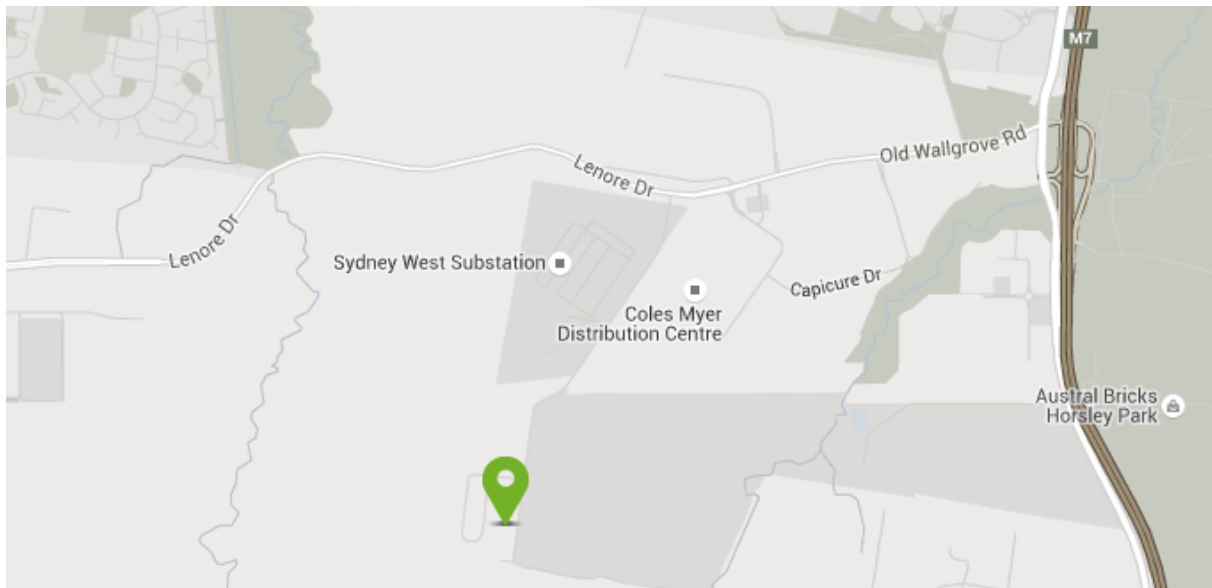 M7
Old Wallgrove Rd
Lenore Dr
Lenore Dr
Sydney West Substation
Capicure Dr
Coles Myer
Distribution Centre
Austral Bricks
Horsley Park